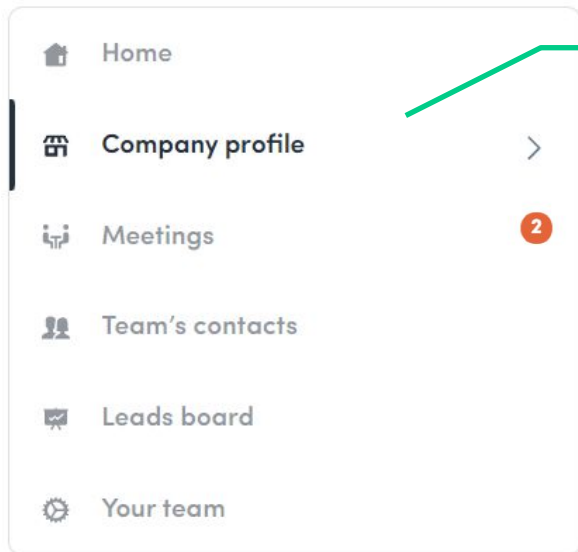 Home
Company profile
Meetings
2
Team's contacts
Leads board
Your team